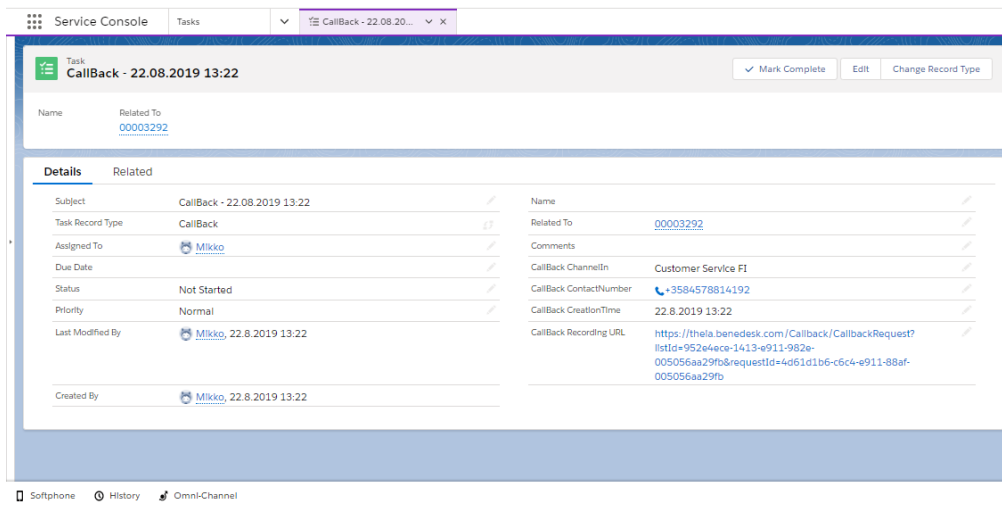 Service Console
Tasks
CallBack - 22.08.20...
Task
CallBack - 22.08.2019 13:22
Mark Complete
Edit
Change Record Type
Name
Related To
00003292
Details
Related
Subject
CallBack - 22.08.2019 13:22
Name
Task Record Type
CallBack
Related To
00003292
Assigned To
Mikko
Comments
Due Date
CallBack ChannelIn
Customer Service FI
Status
Not Started
CallBack ContactNumber
+3584578814192
Priority
Normal
CallBack CreationTime
22.8.2019 13:22
Last Modified By
Mikko, 22.8.2019 13:22
CallBack Recording URL
https://thela.benedesk.com/Callback/CallbackRequest?
listId=952e4ece-1413-e911-982e-
005056aa29fb&requestId=4d61d1b6-c6c4-e911-88af-
005056aa29fb
Created By
Mikko, 22.8.2019 13:22
Softphone
History
Omni-Channel